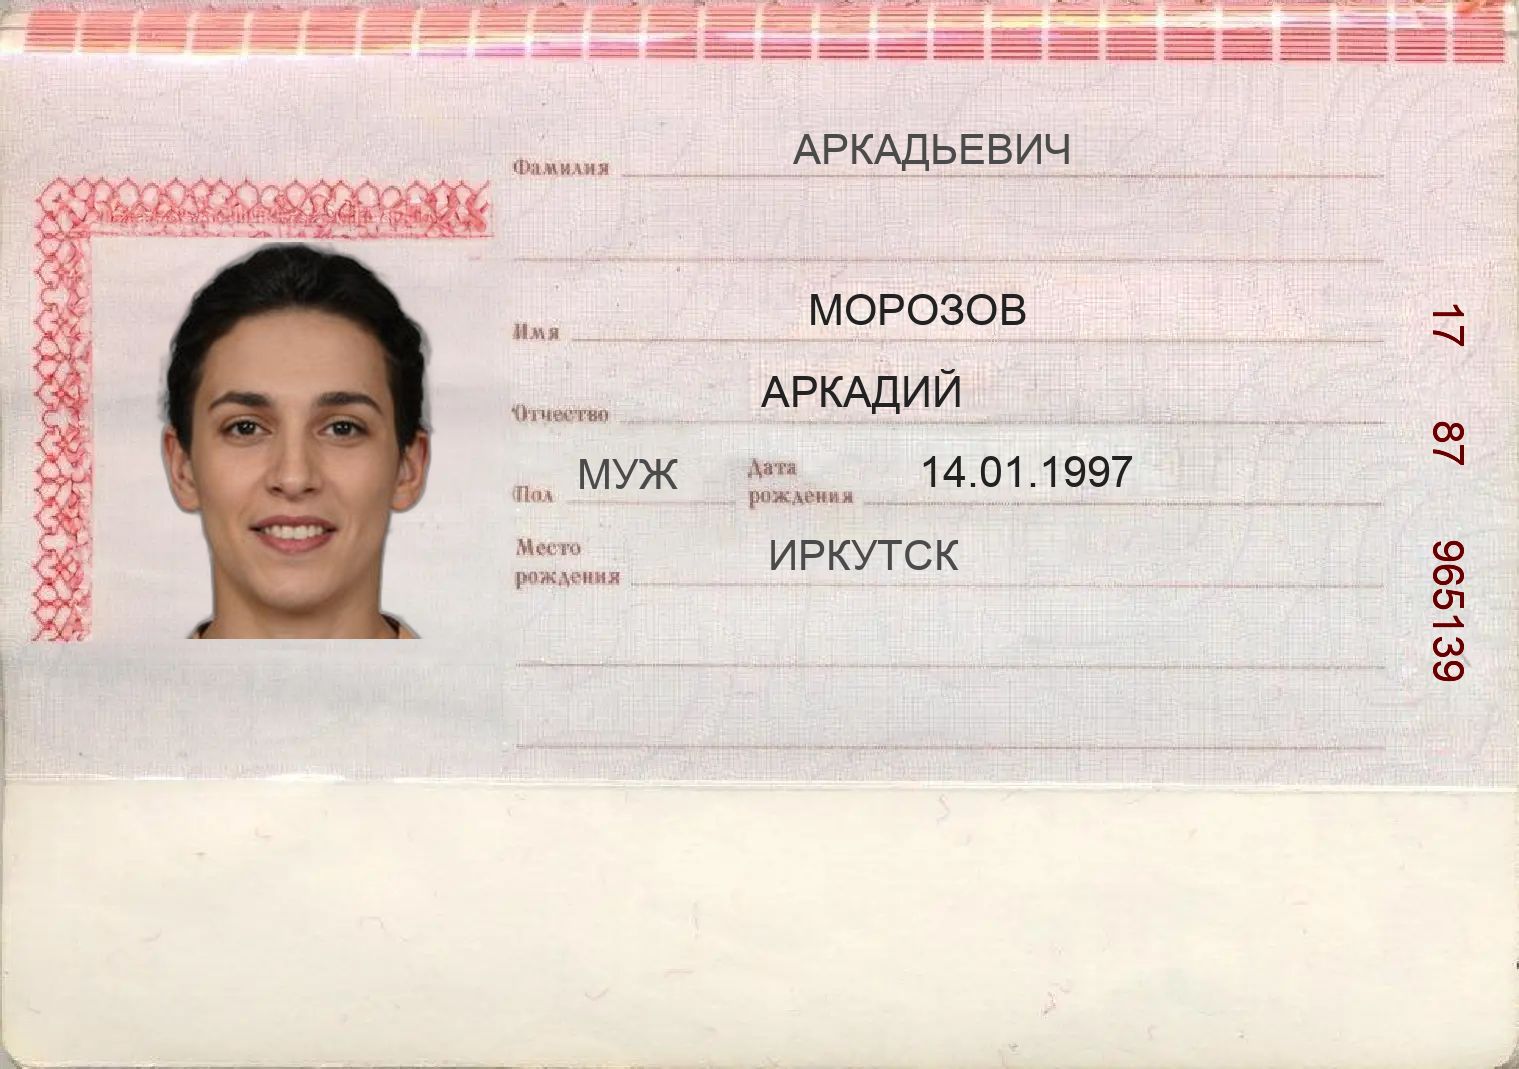 Фамилия АРКАДЬЕВИЧ
Имя МОРОЗОВ
Отчество АРКАДИЙ
Пол МУЖ Дата рождения 14.01.1997
Место рождения ИРКУТСК
17 87 965139